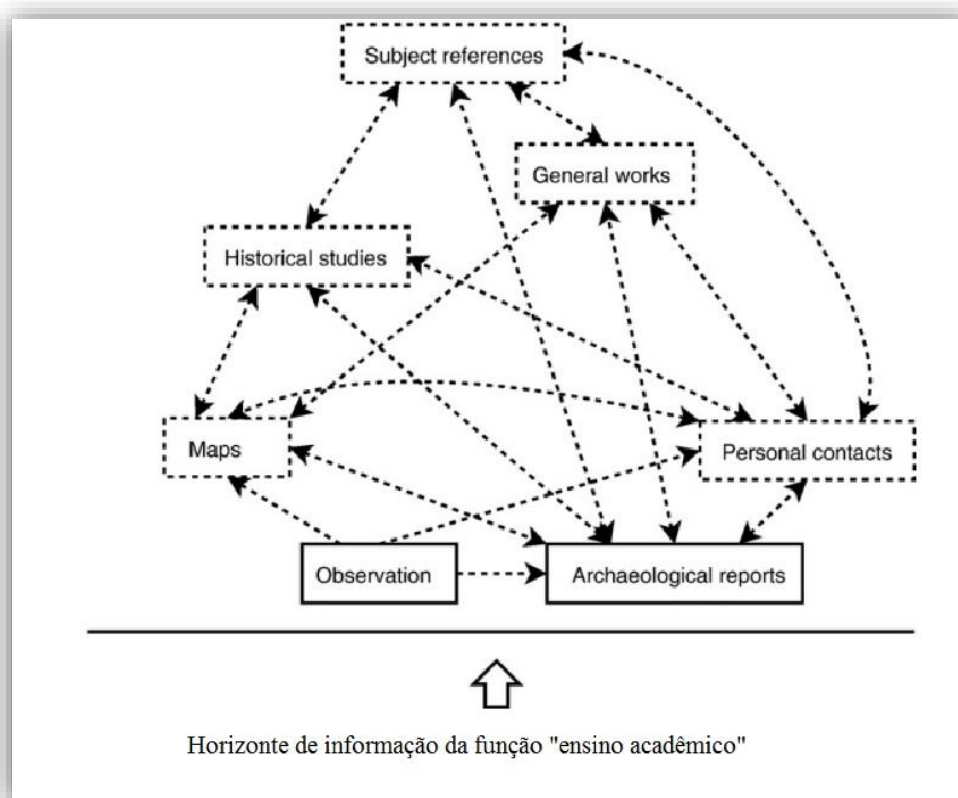 Subject references
General works
Historical studies
Maps
Personal contacts
Observation
Archaeological reports
Horizonte de informação da função "ensino acadêmico"